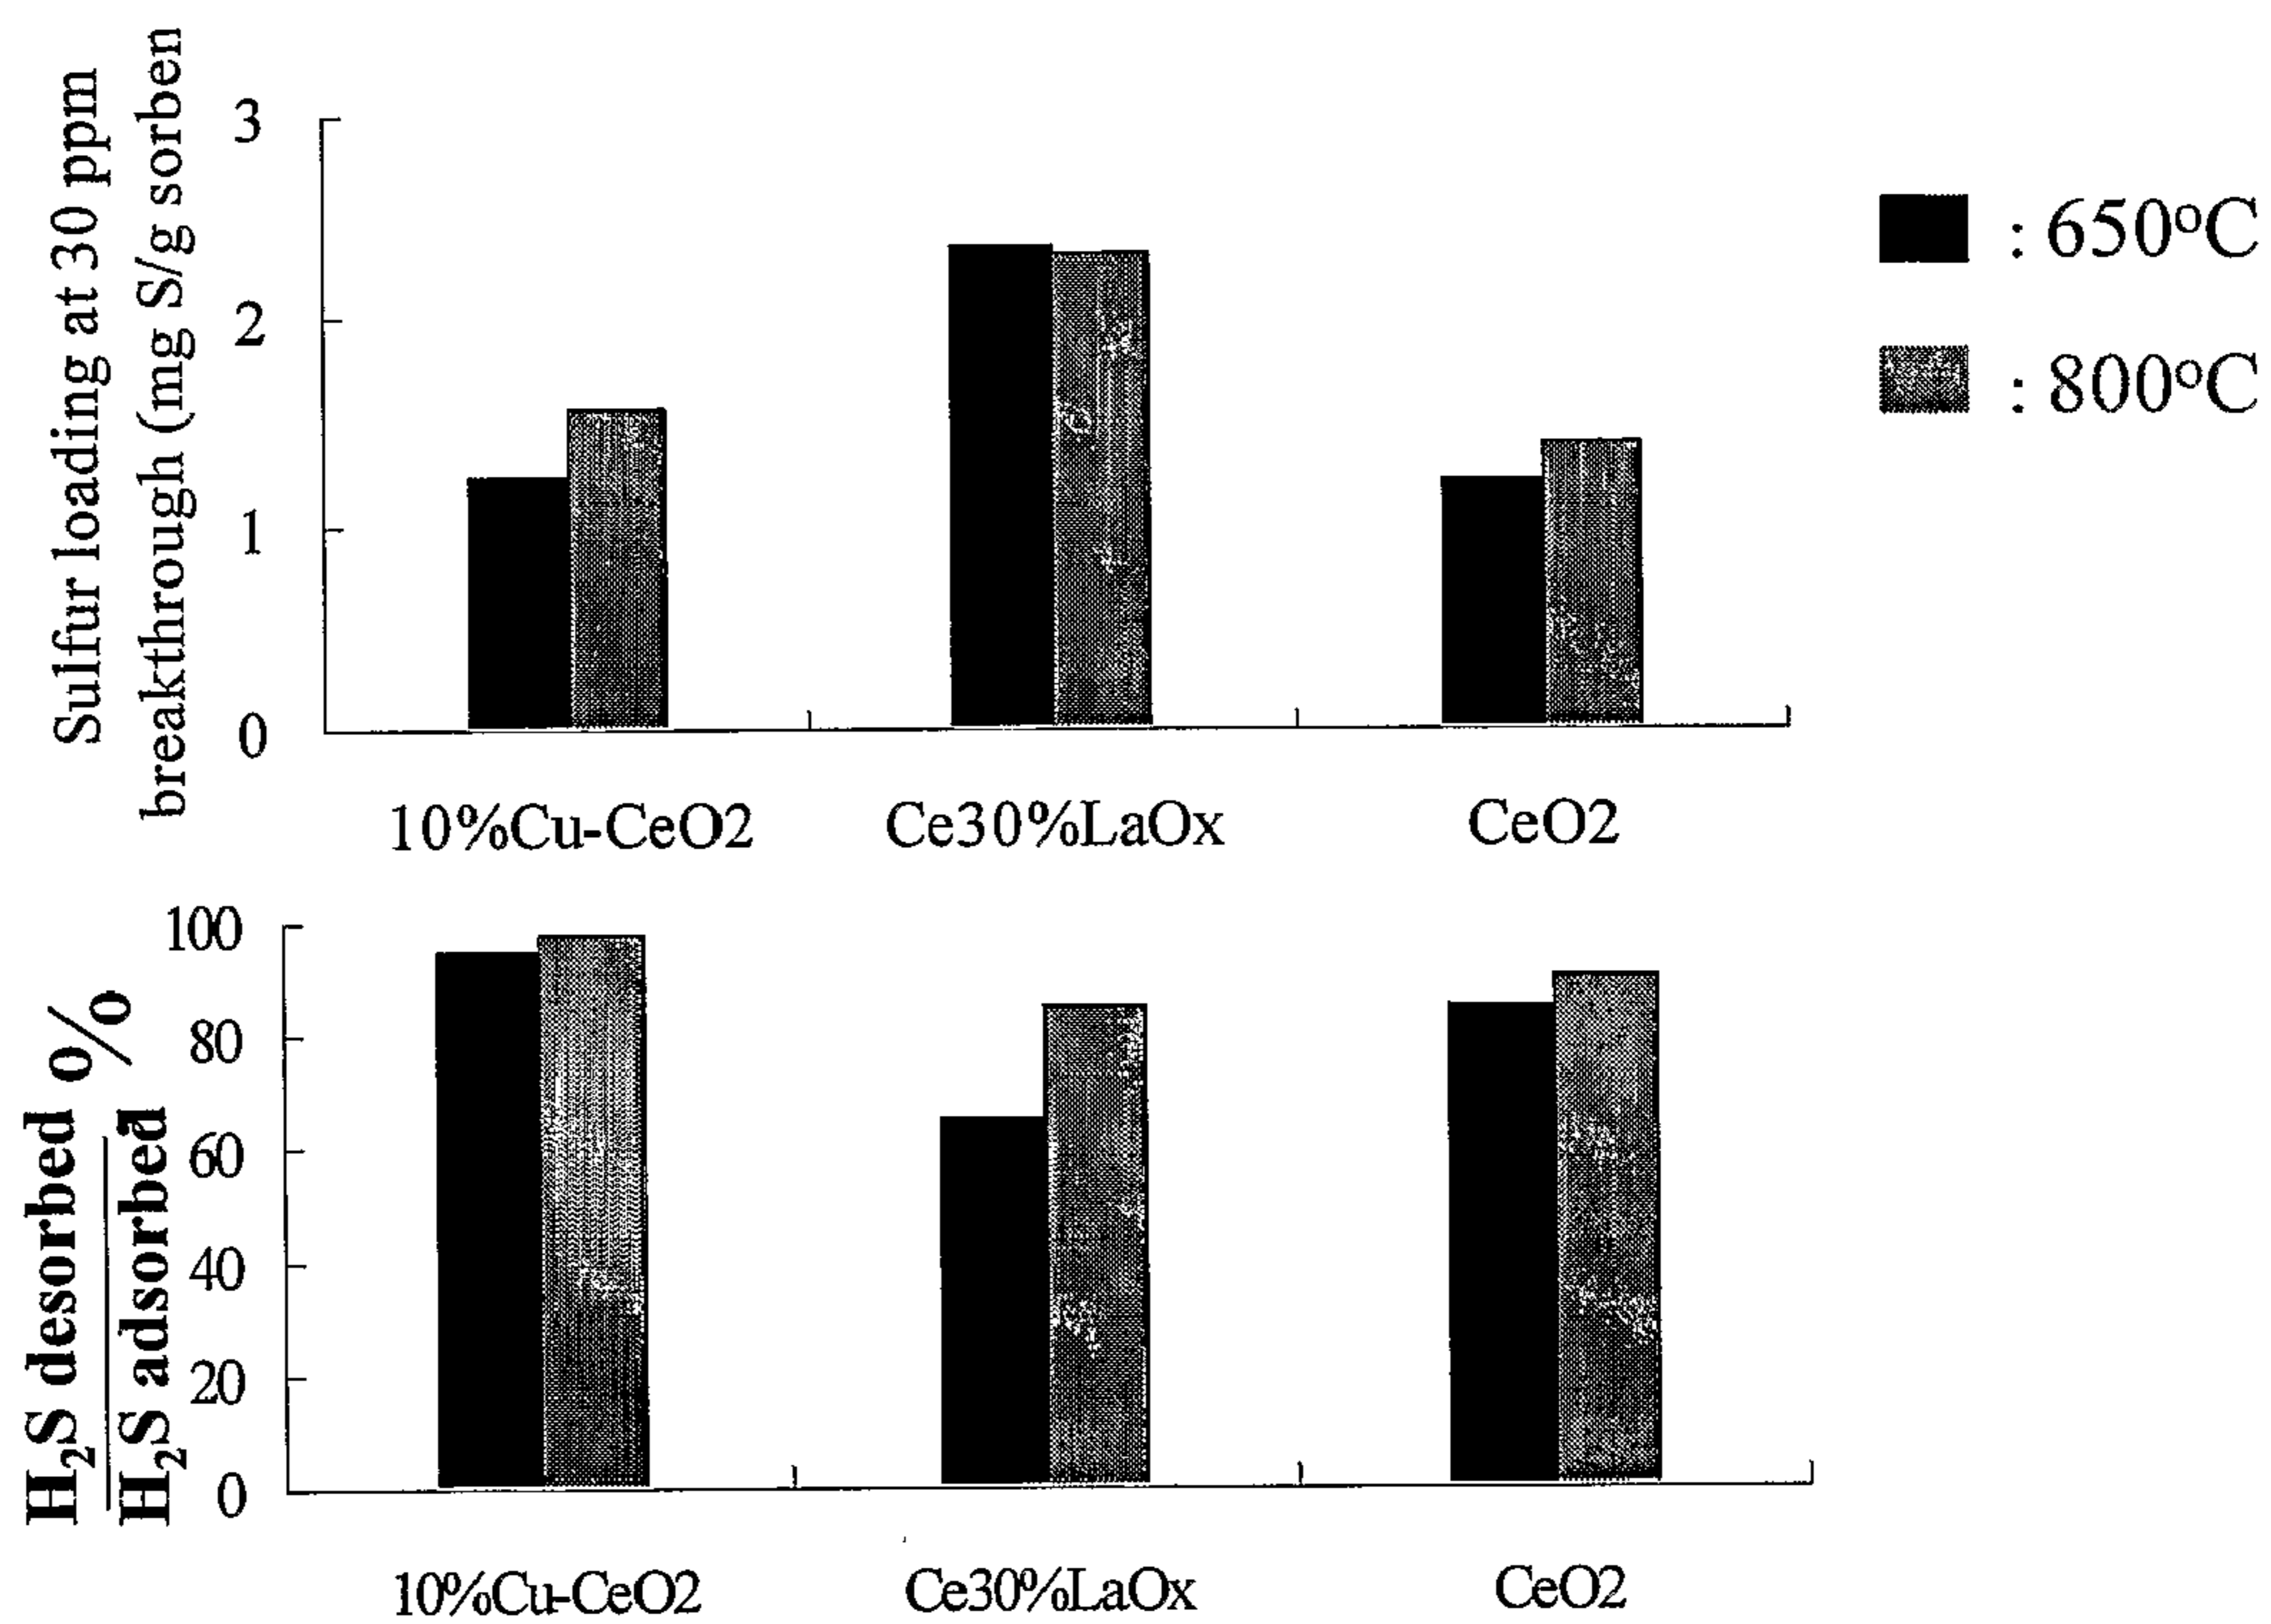 Sulfur loading at 30 ppm
breakthrough (mg S/g sorben
3
2
1
0
10%Cu-CeO2
Ce30%LaOx
CeO2
: 650°C
: 800°C
H₂S desorbed %
H₂S adsorbed
100
80
60
40
20
0
10%Cu-CeO2
Ce30%LaOx
CeO2